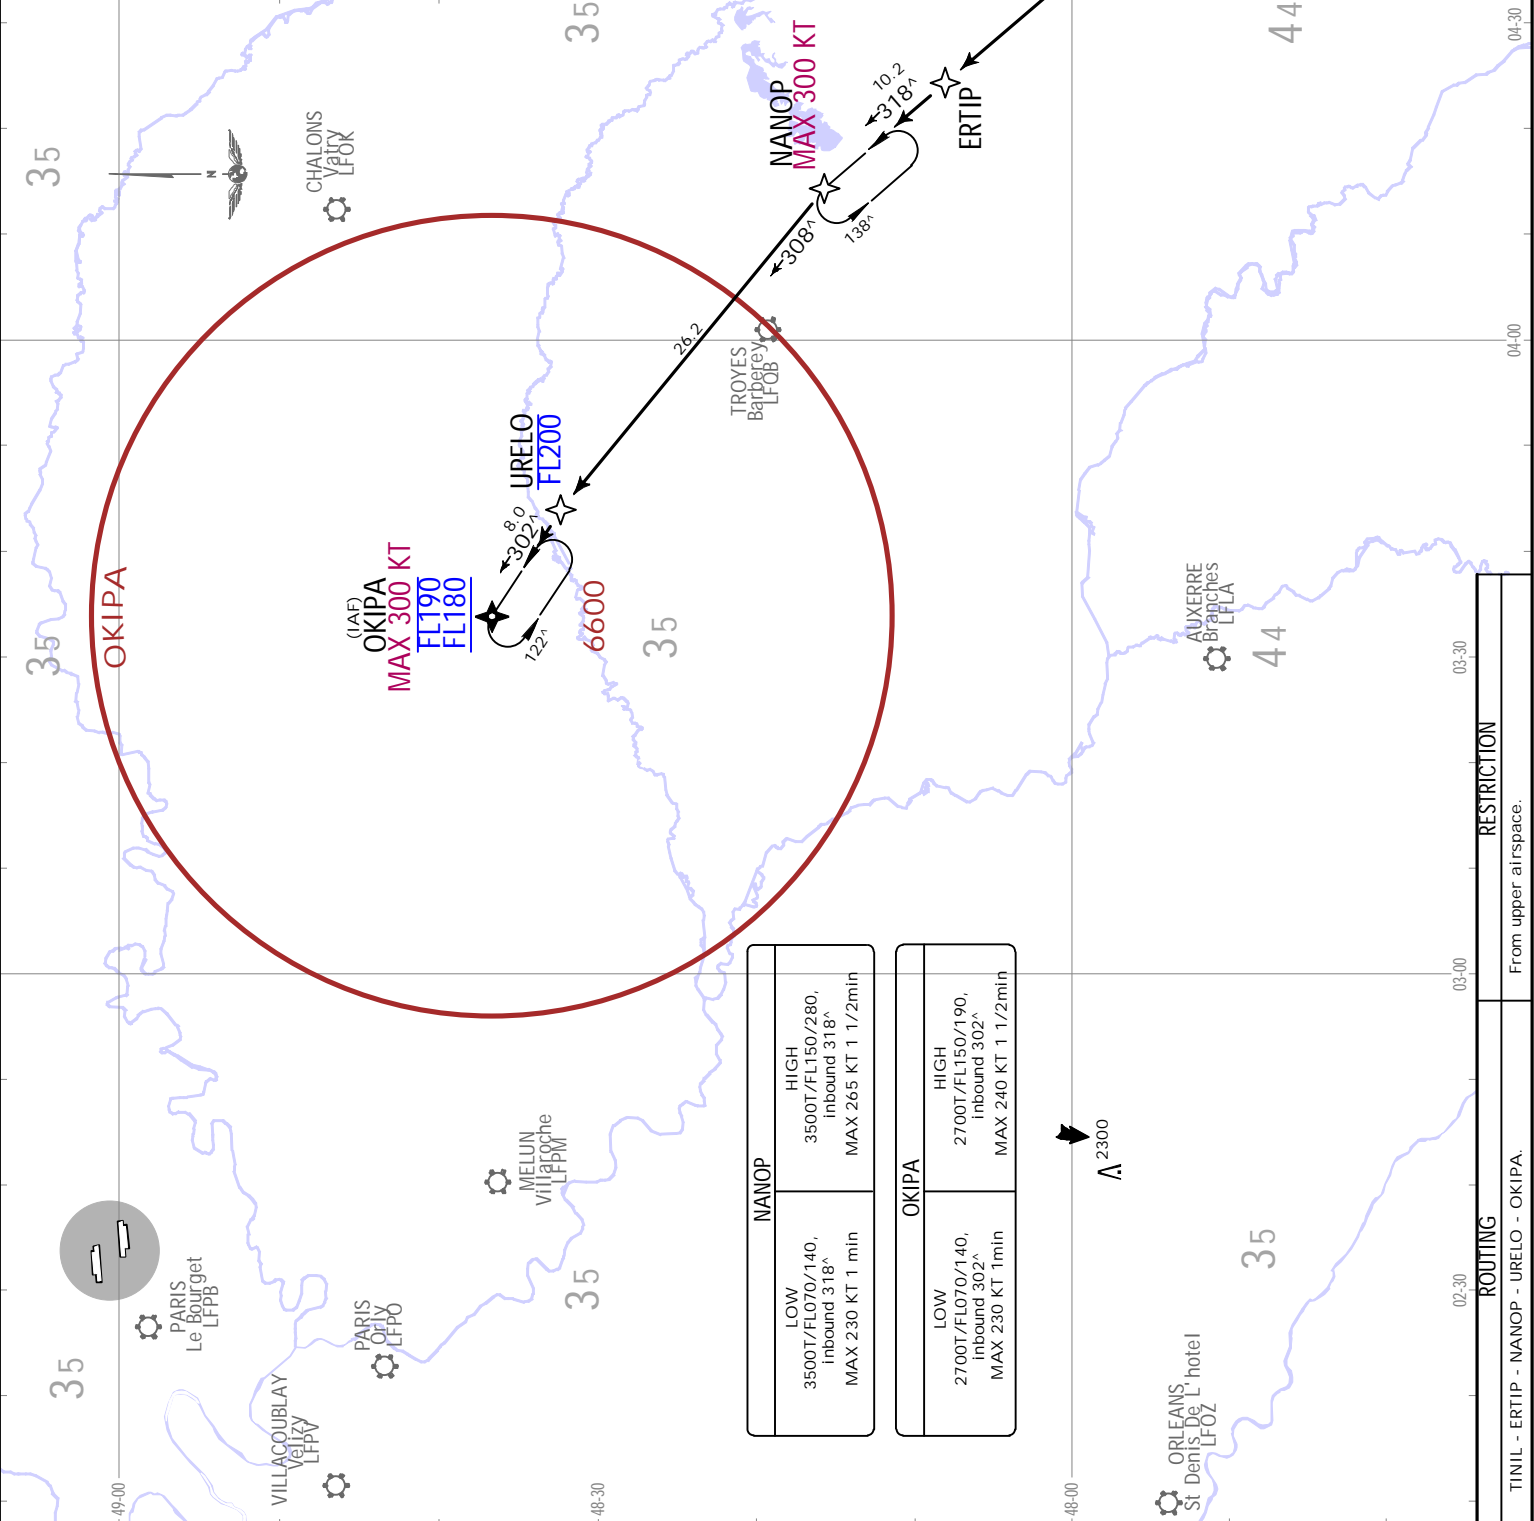 35
35
44
04-30
NANOP
MAX 300 KT
10.2
318^
ERTIP
CHALONS
Vatry
LFOK
N
308^
138^
26.2
04-00
TROYES
Barberey
LFQB
URELO
FL200
8.0
302^
(IAF)
OKIPA
MAX 300 KT
FL190
FL180
122^
6600
OKIPA
35
35
AUXERRE
Branches
LFLA
44
03-30
03-00
NANOP
LOW
3500T/FL070/140,
inbound 318^
MAX 230 KT 1 min
HIGH
3500T/FL150/280,
inbound 318^
MAX 265 KT 1 1/2min
OKIPA
LOW
2700T/FL070/140,
inbound 302^
MAX 230 KT 1min
HIGH
2700T/FL150/190,
inbound 302^
MAX 240 KT 1 1/2min
MELUN
Villaroche
LFPM
2300
PARIS
Le Bourget
LFPB
PARIS
Orly
LFPO
35
35
35
02-30
VILLACOUBLAY
Velizy
LFPV
ORLEANS
St Denis De L'hotel
LFOZ
49-00
48-30
48-00
ROUTING
RESTRICTION
TINIL - ERTIP - NANOP - URELO - OKIPA.
From upper airspace.